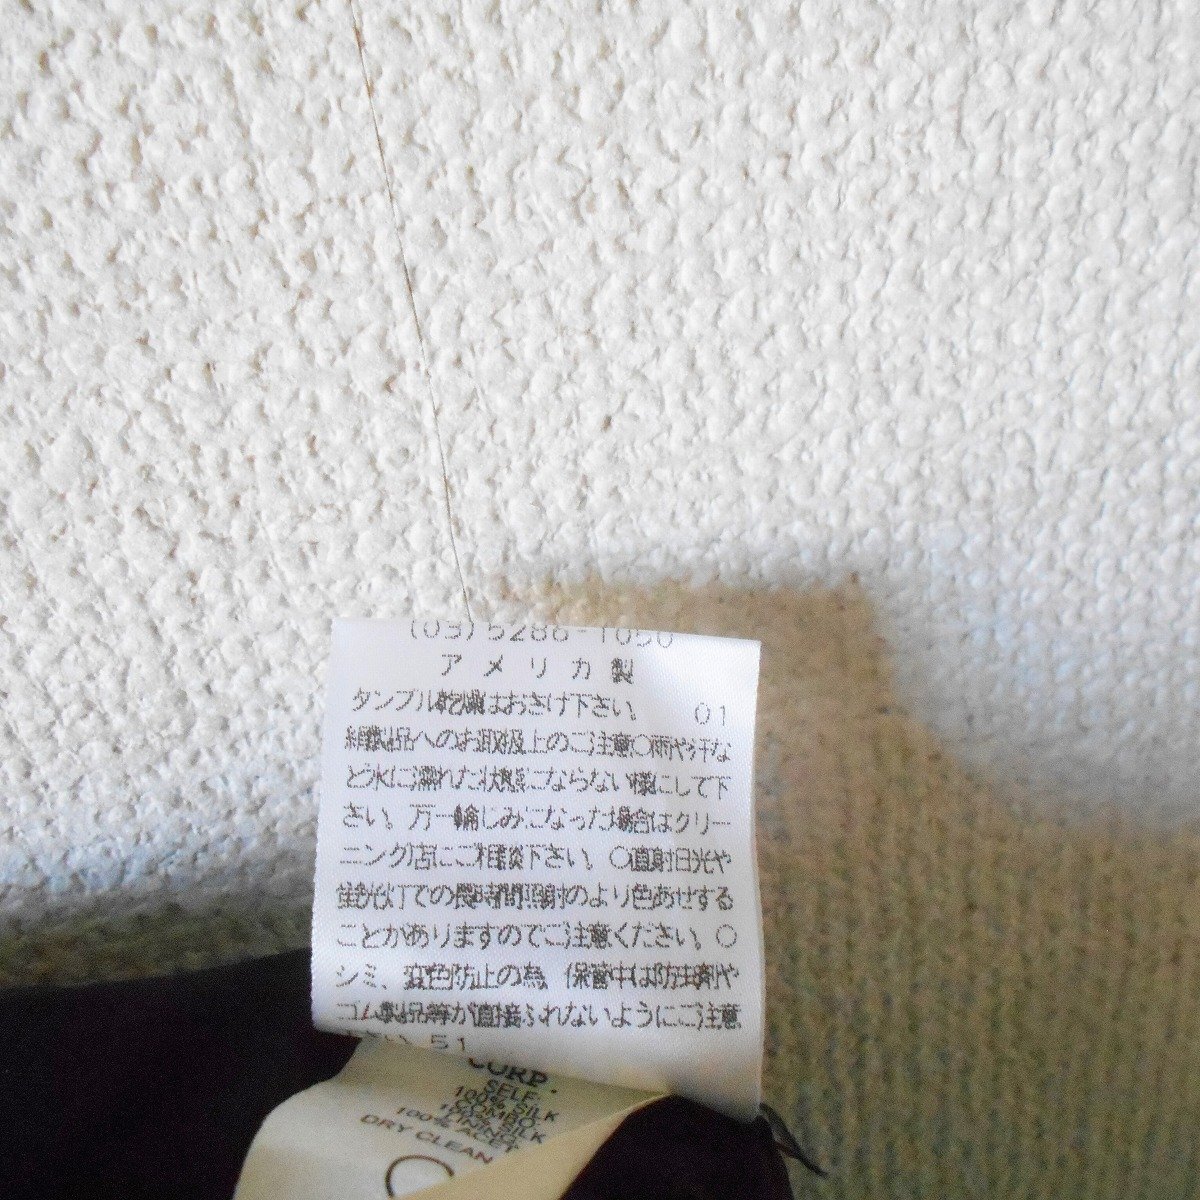 (03)5286-1050
アメリカ製
タンブル乾燥はおさけ下さい。 01
絹製品へのお取扱上のご注意○雨や汗な
どう水に濡れた状態にならない様にして下
さい。万一輪じみになった場合はクリー
ニング店にご相談下さい。○直射日光や
蛍光灯での長時間照射のより色あせする
ことがありますのでご注意ください。○
シミ、変色防止の為、保管中は防虫剤や
ゴム製品等が直接ふれないようにご注意
51
CORP.
SELF:
100% SILK
COMBO:
100% SILK
LINING:
100% ACET
DRY CLEAN